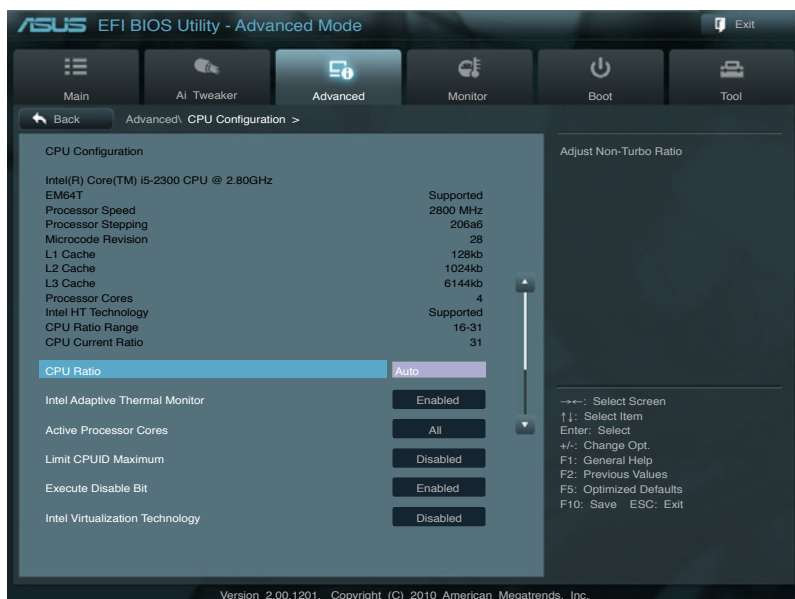 ASUS EFI BIOS Utility - Advanced Mode
Exit
Main
Ai Tweaker
Advanced
Monitor
Boot
Tool
Back
Advanced\ CPU Configuration >
CPU Configuration
Intel(R) Core(TM) i5-2300 CPU @ 2.80GHz
EM64T Supported
Processor Speed 2800 MHz
Processor Stepping 206a6
Microcode Revision 28
L1 Cache 128kb
L2 Cache 1024kb
L3 Cache 6144kb
Processor Cores 4
Intel HT Technology Supported
CPU Ratio Range 16-31
CPU Current Ratio 31
CPU Ratio Auto
Intel Adaptive Thermal Monitor Enabled
Active Processor Cores All
Limit CPUID Maximum Disabled
Execute Disable Bit Enabled
Intel Virtualization Technology Disabled
Adjust Non-Turbo Ratio
→←: Select Screen
↑↓: Select Item
Enter: Select
+/-: Change Opt.
F1: General Help
F2: Previous Values
F5: Optimized Defaults
F10: Save ESC: Exit
Version 2.00.1201. Copyright (C) 2010 American Megatrends, Inc.